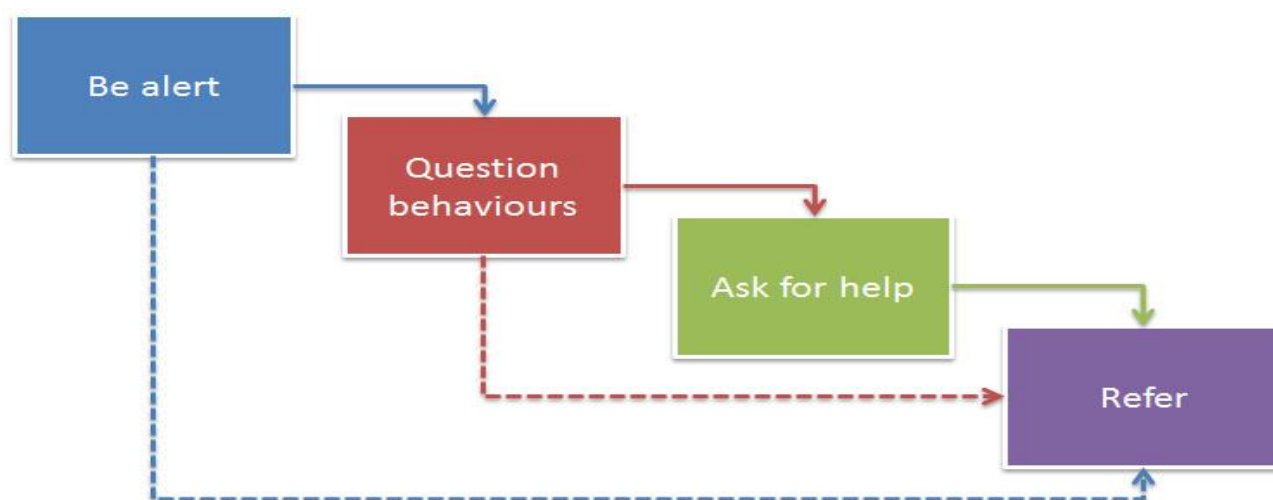 Be alert
Question
behaviours
Ask for help
Refer